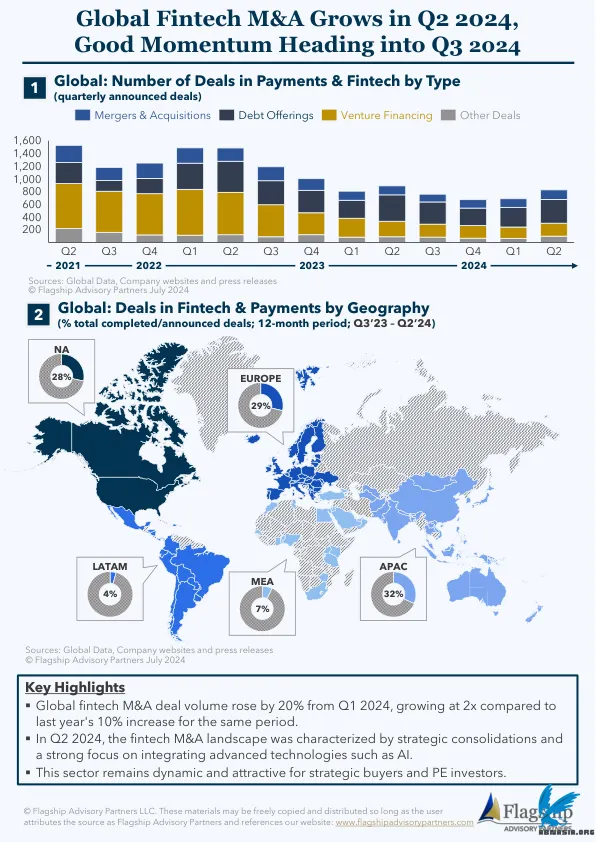 Global Fintech M&A Grows in Q2 2024,
Good Momentum Heading into Q3 2024
1 Global: Number of Deals in Payments & Fintech by Type
(quarterly announced deals)
Mergers & Acquisitions Debt Offerings Venture Financing Other Deals
1,600
1,400
1,200
1,000
800
600
400
200
Q2 Q3 Q4 Q1 Q2 Q3 Q4 Q1 Q2 Q3 Q4 Q1 Q2
2021 2022 2023 2024
Sources: Global Data, Company websites and press releases
© Flagship Advisory Partners July 2024
2 Global: Deals in Fintech & Payments by Geography
(% total completed/announced deals; 12-month period; Q3'23 – Q2'24)
NA
28%
EUROPE
29%
LATAM
4%
MEA
7%
APAC
32%
Sources: Global Data, Company websites and press releases
© Flagship Advisory Partners July 2024
Key Highlights
▪ Global fintech M&A deal volume rose by 20% from Q1 2024, growing at 2x compared to
last year's 10% increase for the same period.
▪ In Q2 2024, the fintech M&A landscape was characterized by strategic consolidations and
a strong focus on integrating advanced technologies such as AI.
▪ This sector remains dynamic and attractive for strategic buyers and PE investors.
© Flagship Advisory Partners LLC. These materials may be freely copied and distributed so long as the user
attributes the source as Flagship Advisory Partners and references our website: www.flagshipadvisorypartners.com
Flagship
ADVISORY PARTNERS